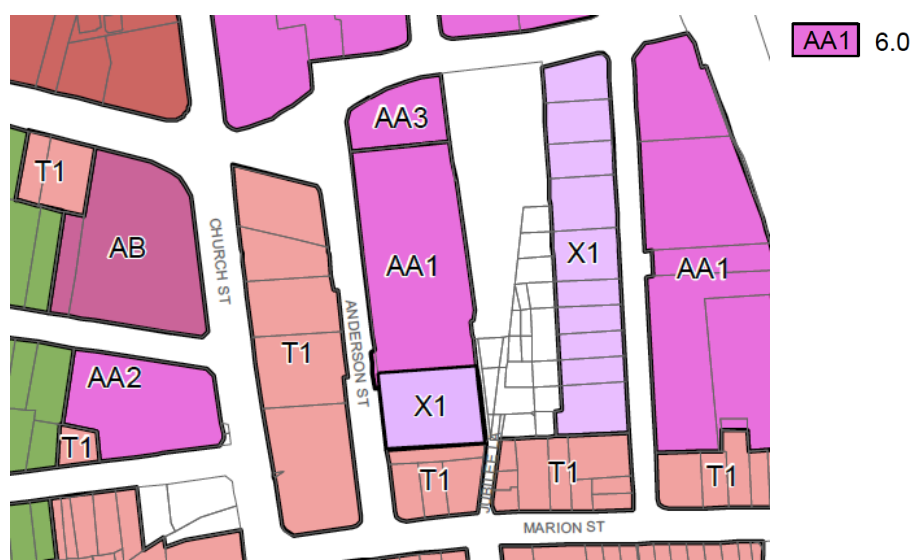 AA1 6.0
AA3
T1
AB
CHURCH ST
X1
AA1
AA1
ANDERSON ST
T1
AA2
X1
T1
T1
T1
T1
MARION ST